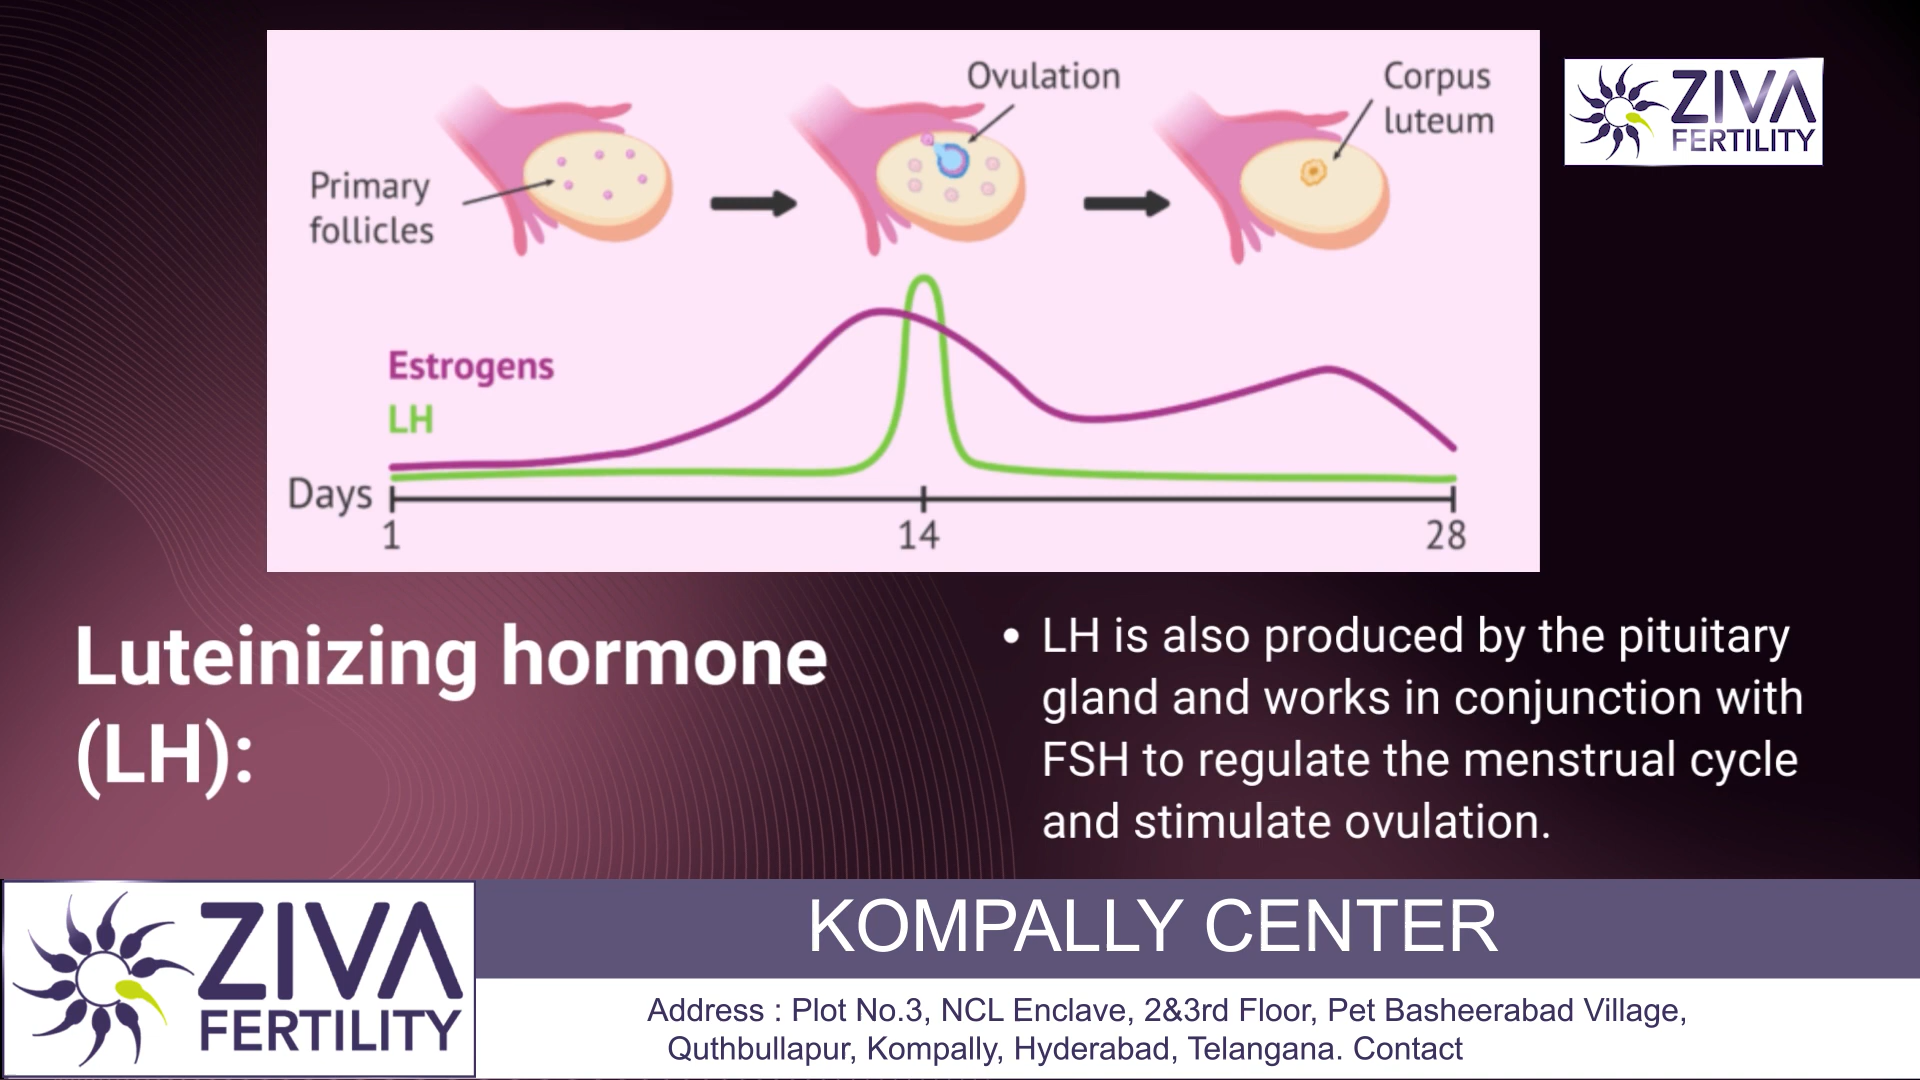 Ovulation
Corpus
luteum
Primary
follicles
ZIVA
FERTILITY
Estrogens
LH
Days
1
14
28
Luteinizing hormone
(LH):
• LH is also produced by the pituitary
gland and works in conjunction with
FSH to regulate the menstrual cycle
and stimulate ovulation.
ZIVA
FERTILITY
KOMPALLY CENTER
Address : Plot No.3, NCL Enclave, 2&3rd Floor, Pet Basheerabad Village,
Quthbullapur, Kompally, Hyderabad, Telangana. Contact